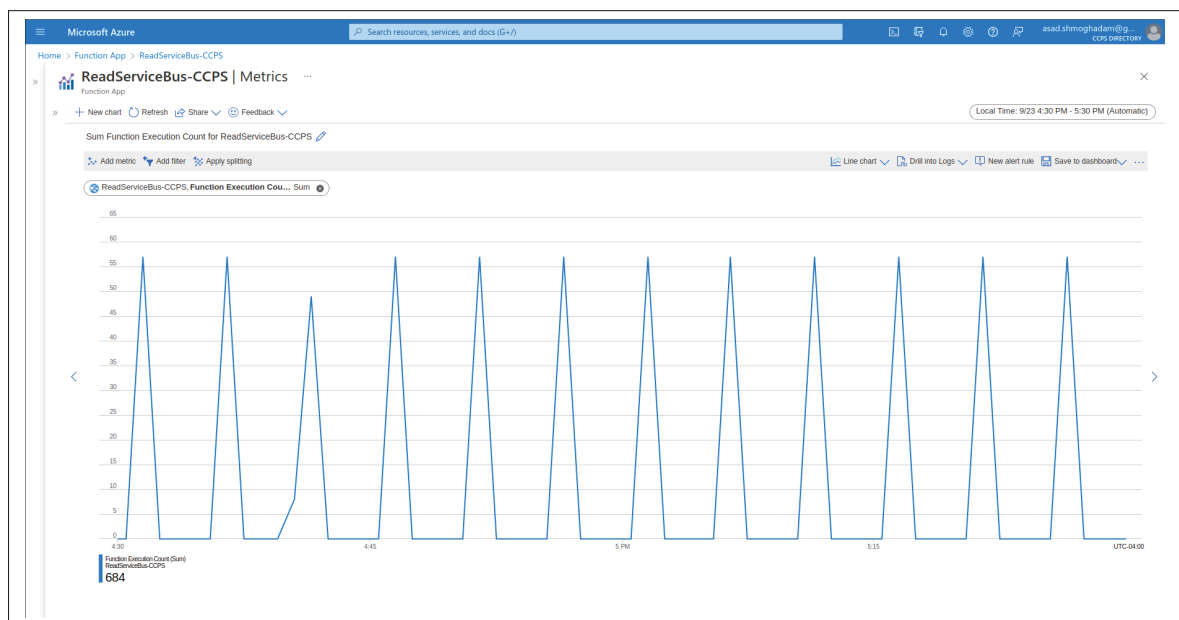 Microsoft Azure
Search resources, services, and docs (G+/)
asad.shmoghadam@g...
CCPS DIRECTORY
Home > Function App > ReadServiceBus-CCPS
ReadServiceBus-CCPS | Metrics ...
Function App
New chart Refresh Share Feedback
Local Time: 9/23 4:30 PM - 5:30 PM (Automatic)
Sum Function Execution Count for ReadServiceBus-CCPS
Add metric Add filter Apply splitting Line chart Drill into Logs New alert rule Save to dashboard ...
ReadServiceBus-CCPS, Function Execution Cou... Sum
65
60
55
50
45
40
35
30
25
20
15
10
5
0
4:30 4:45 5 PM 5:15 UTC-04:00
Function Execution Count (Sum)
ReadServiceBus-CCPS
684